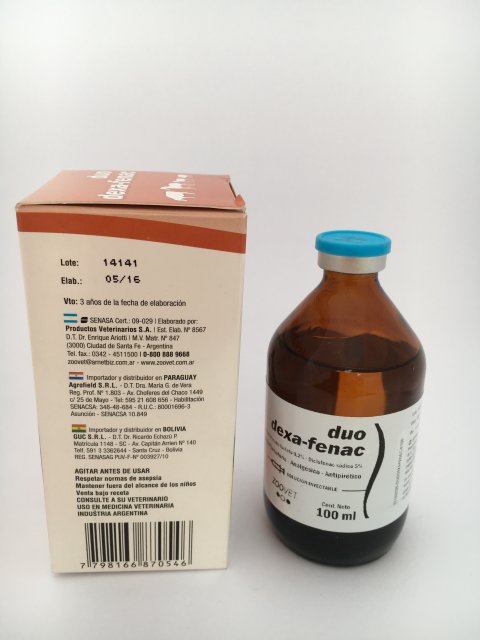 duo
dexa-fenac
Lote: 14141
Elab.: 05/16
Vto: 3 años de la fecha de elaboración
SENASA Cert.: 09-029 | Elaborado por:
Productos Veterinarios S.A. | Est. Elab. Nº 8567
D.T. Dr. Enrique Ariotti | M.V. Matr. Nº 847
(3000) Ciudad de Santa Fe - Argentina
Tel. fax.: 0342 - 4511500 | 0-800 888 9668
zoovet@arnetbiz.com.ar - www.zoovet.com.ar
Importador y distribuidor en PARAGUAY
Agrofield S.R.L. - D.T. Dra. María G. de Vera
Reg. Prof. Nº 1.803 - Av. Choferes del Chaco 1449
c/ 25 de Mayo - Tel: 595 21 608 656 - Habilitación
SENACSA: 348-46-684 - R.U.C.: 80001696-3
Asunción - SENACSA 10.849
Importador y distribuidor en BOLIVIA
GUC S.R.L. - D.T. Dr. Ricardo Echazú P.
Matrícula 1148 - SC - Av. Capitán Arrien Nº 140
Telf. 591 3 3362644 - Santa Cruz - Bolivia
REG. SENASAG PUV-F-Nº 003927/10
AGITAR ANTES DE USAR
Respetar normas de asepsia
Mantener fuera del alcance de los niños
Venta bajo receta
CONSULTE A SU VETERINARIO
USO EN MEDICINA VETERINARIA
INDUSTRIA ARGENTINA
7 798166 870546
duo
dexa-fenac
0,2% - Diclofenac sódico 5%
- Analgésico - Antipirético
SOLUCION INYECTABLE
ZOOVET
Cont. Neto
100 ml